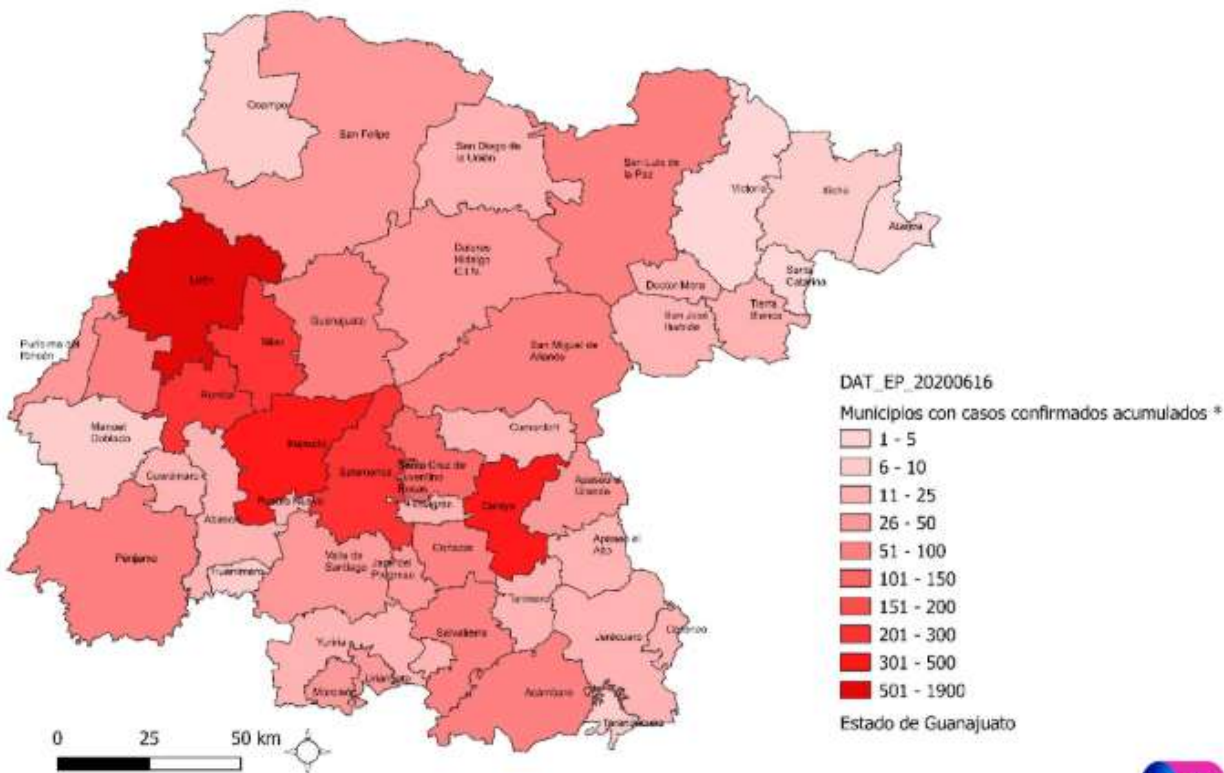 Ocampo
San Felipe
San Diego de
la Unión
San Luis de
la Paz
Victoria
Xichú
Atarjea
Santa
Catarina
Doctor Mora
Tierra
Blanca
San José
Iturbide
Dolores
Hidalgo
C.I.N.
León
Guanajuato
San Miguel de
Allende
Silao
Purísima del
Rincón
Romita
Manuel
Doblado
Irapuato
Salamanca
Comonfort
Santa Cruz de
Juventino
Rosas
Celaya
Apaseo el
Grande
Cuerámaro
Pueblo Nuevo
Villagrán
Abasolo
Apaseo el
Alto
Pénjamo
Cortazar
Valle de
Santiago
Jaral del
Progreso
Huanímaro
Tarimoro
Salvatierra
Jerécuaro
Coroneo
Yuriria
Moroleón
Uriangato
Acámbaro
Tarandacuao
DAT_EP_20200616
Municipios con casos confirmados acumulados *
1 - 5
6 - 10
11 - 25
26 - 50
51 - 100
101 - 150
151 - 200
201 - 300
301 - 500
501 - 1900
Estado de Guanajuato
0 25 50 km